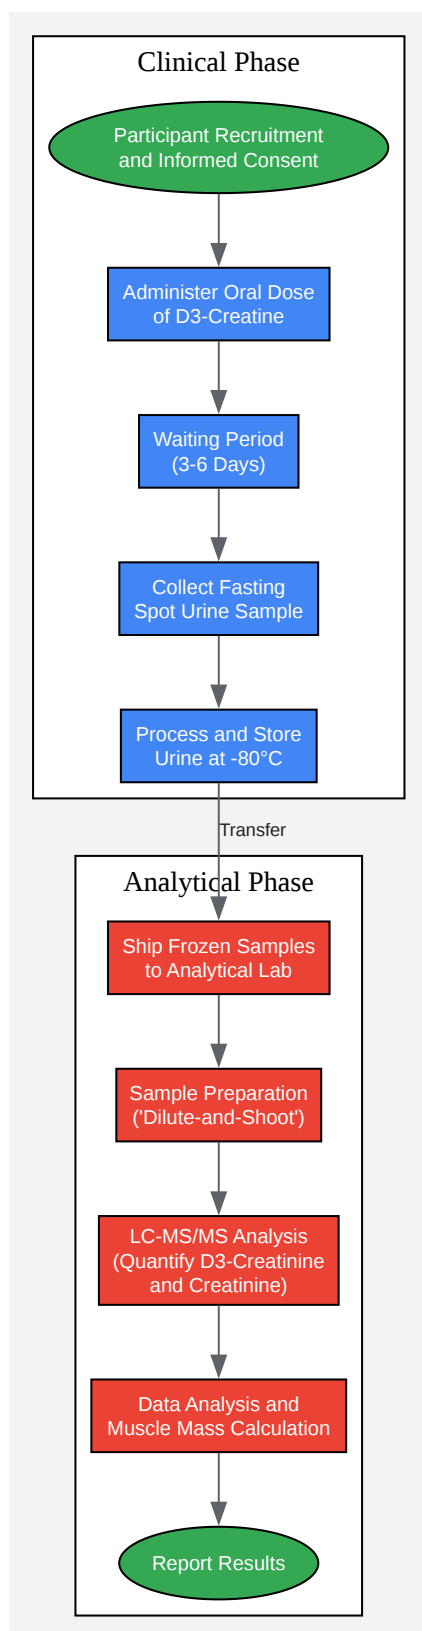 Clinical Phase
Participant Recruitment
and Informed Consent
Administer Oral Dose
of D3-Creatine
Waiting Period
(3-6 Days)
Collect Fasting
Spot Urine Sample
Process and Store
Urine at -80°C
Transfer
Analytical Phase
Ship Frozen Samples
to Analytical Lab
Sample Preparation
('Dilute-and-Shoot')
LC-MS/MS Analysis
(Quantify D3-Creatinine
and Creatinine)
Data Analysis and
Muscle Mass Calculation
Report Results